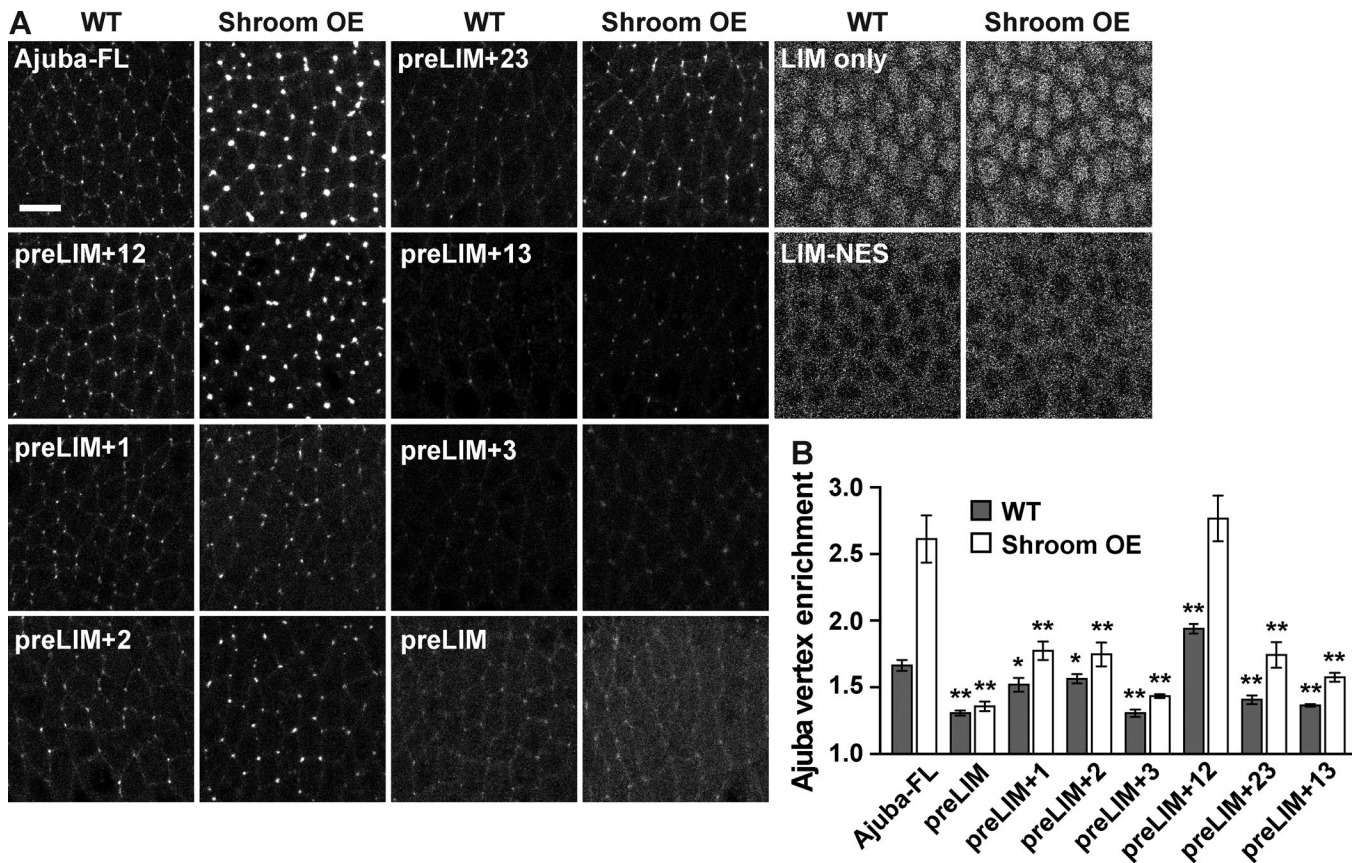 A
WT
Shroom OE
WT
Shroom OE
WT
Shroom OE
Ajuba-FL
preLIM+23
LIM only
preLIM+12
preLIM+13
LIM-NES
preLIM+1
preLIM+3
preLIM+2
preLIM
B
Ajuba vertex enrichment
3.0
2.5
2.0
1.5
1.0
WT
Shroom OE
** ** * ** * ** ** ** ** ** ** ** **
Ajuba-FL
preLIM
preLIM+1
preLIM+2
preLIM+3
preLIM+12
preLIM+23
preLIM+13